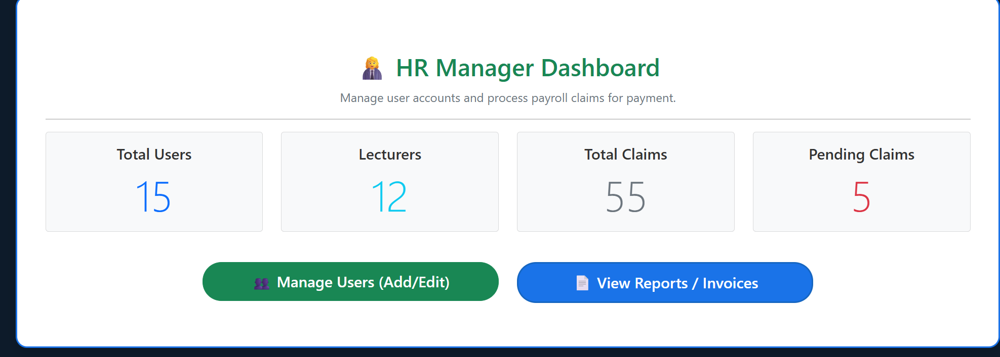 HR Manager Dashboard
Manage user accounts and process payroll claims for payment.
Total Users
15
Lecturers
12
Total Claims
55
Pending Claims
5
Manage Users (Add/Edit)
View Reports / Invoices